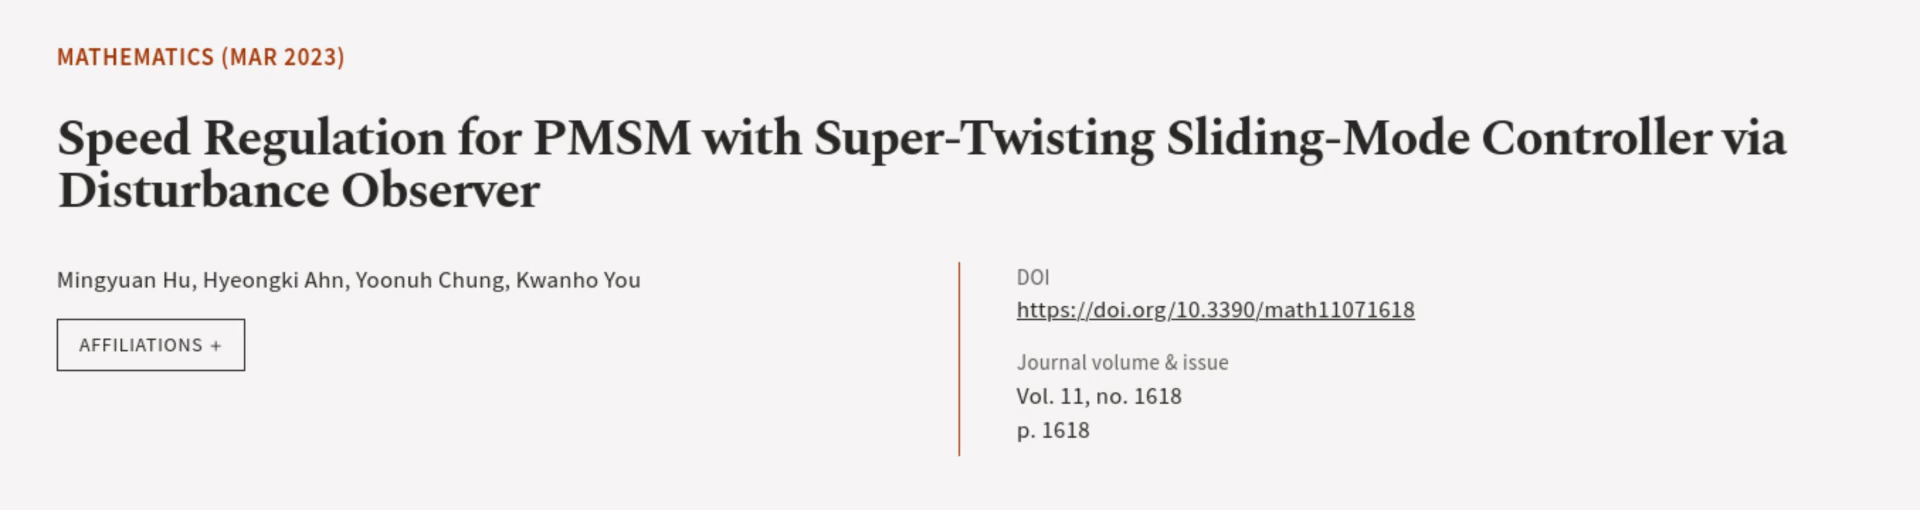 MATHEMATICS (MAR 2023)
Speed Regulation for PMSM with Super-Twisting Sliding-Mode Controller via
Disturbance Observer
Mingyuan Hu, Hyeongki Ahn, Yoonuh Chung, Kwanho You
AFFILIATIONS +
DOI
https://doi.org/10.3390/math11071618
Journal volume & issue
Vol. 11, no. 1618
p. 1618